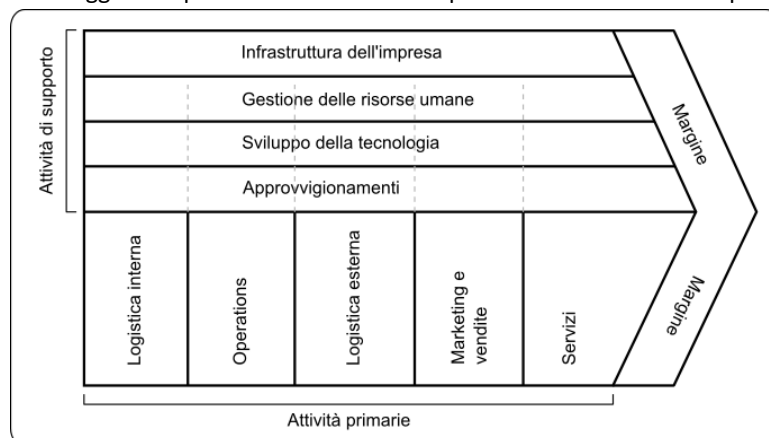 Infrastruttura dell'impresa
Gestione delle risorse umane
Sviluppo della tecnologia
Approvvigionamenti
Attività di supporto
Margine
Logistica interna
Operations
Logistica esterna
Marketing e
vendite
Servizi
Margine
Attività primarie